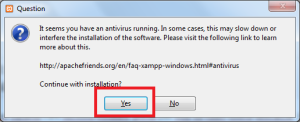 Question
It seems you have an antivirus running. In some cases, this may slow down or
interfere the installation of the software. Please visit the following link to learn
more about this.
http://apachefriends.org/en/faq-xampp-windows.html#antivirus
Continue with installation?
Yes No